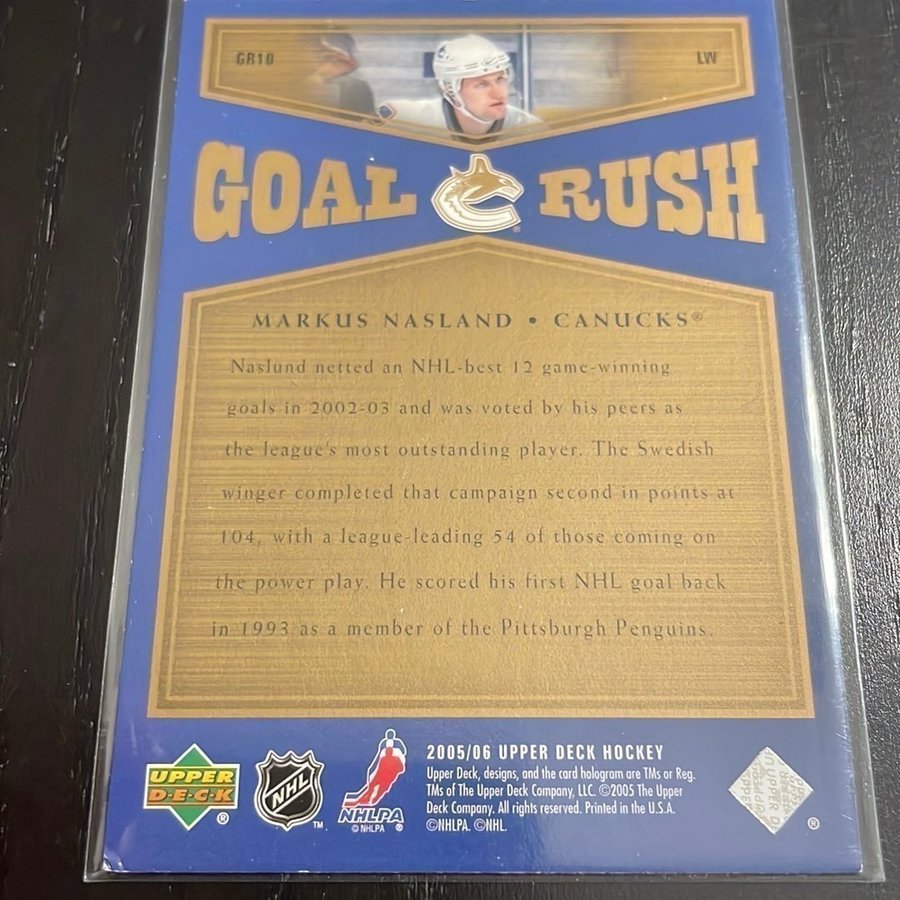 GR10
LW
GOAL RUSH
MARKUS NASLAND • CANUCKS®
Naslund netted an NHL-best 12 game-winning
goals in 2002-03 and was voted by his peers as
the league's most outstanding player. The Swedish
winger completed that campaign second in points at
104, with a league-leading 54 of those coming on
the power play. He scored his first NHL goal back
in 1993 as a member of the Pittsburgh Penguins.
UPPER
DECK
®
NHL
TM
NHLPA
© NHLPA ®
2005/06 UPPER DECK HOCKEY
Upper Deck, designs, and the card hologram are TMs or Reg.
TMs of The Upper Deck Company, LLC. ©2005 The Upper
Deck Company. All rights reserved. Printed in the U.S.A.
©NHLPA. ©NHL.
®